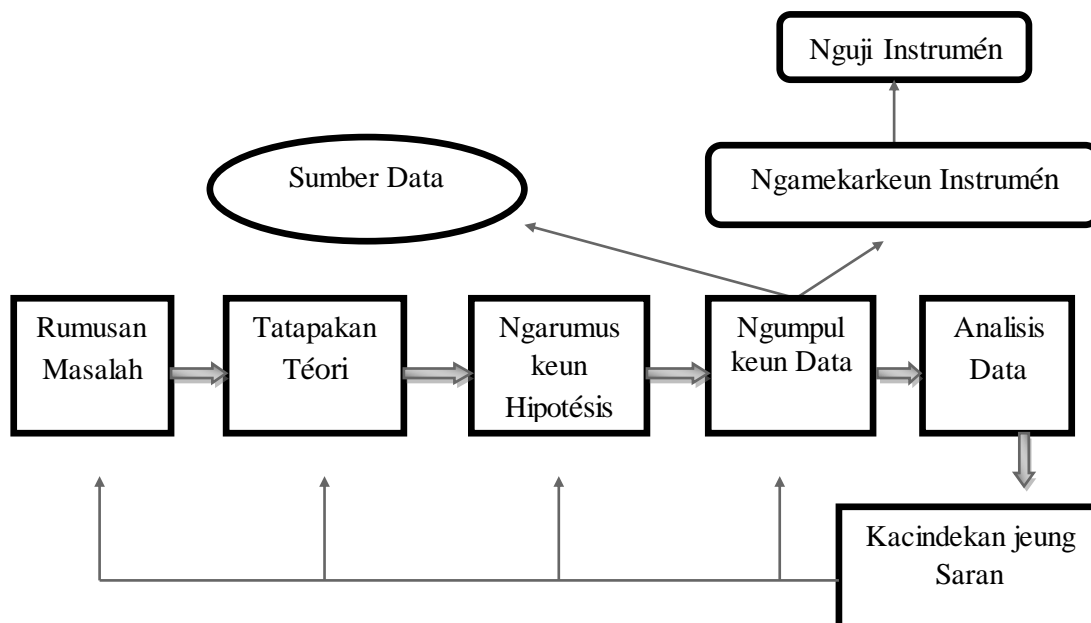 Nguji Instrumén
Sumber Data
Ngamekarkeun Instrumén
Rumusan
Masalah
Tatapakan
Téori
Ngarumus
keun
Hipotésis
Ngumpul
keun Data
Analisis
Data
Kacindekan jeung
Saran